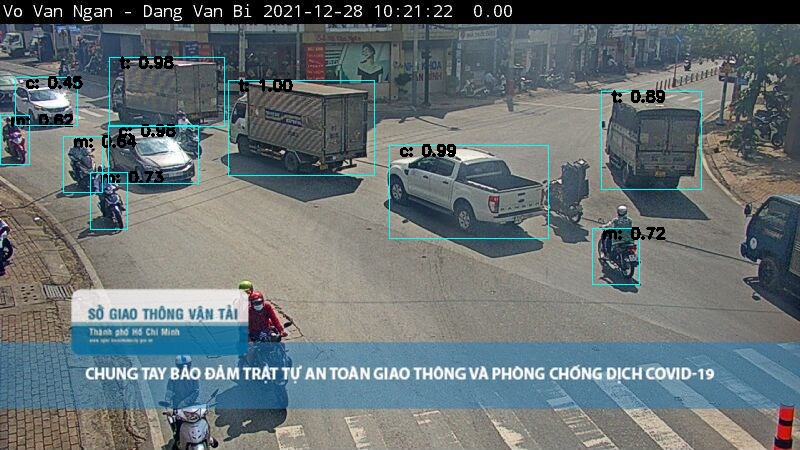 Vo Van Ngan - Dang Van Bi 2021-12-28 10:21:22 0.00
c: 0.45
t: 0.98
t: 1.00
t: 0.89
m: 0.62
m: 0.64
c: 0.98
c: 0.99
m: 0.73
m: 0.72
SỞ GIAO THÔNG VẬN TẢI
Thành phố Hồ Chí Minh
CHUNG TAY BẢO ĐẢM TRẬT TỰ AN TOÀN GIAO THÔNG VÀ PHÒNG CHỐNG DỊCH COVID-19